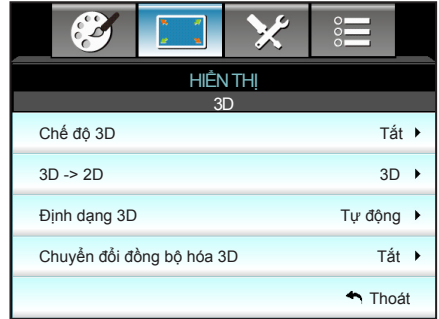 HIỂN THỊ
3D
Chế độ 3D Tắt
3D -> 2D 3D
Định dạng 3D Tự động
Chuyển đổi đồng bộ hóa 3D Tắt
Thoát